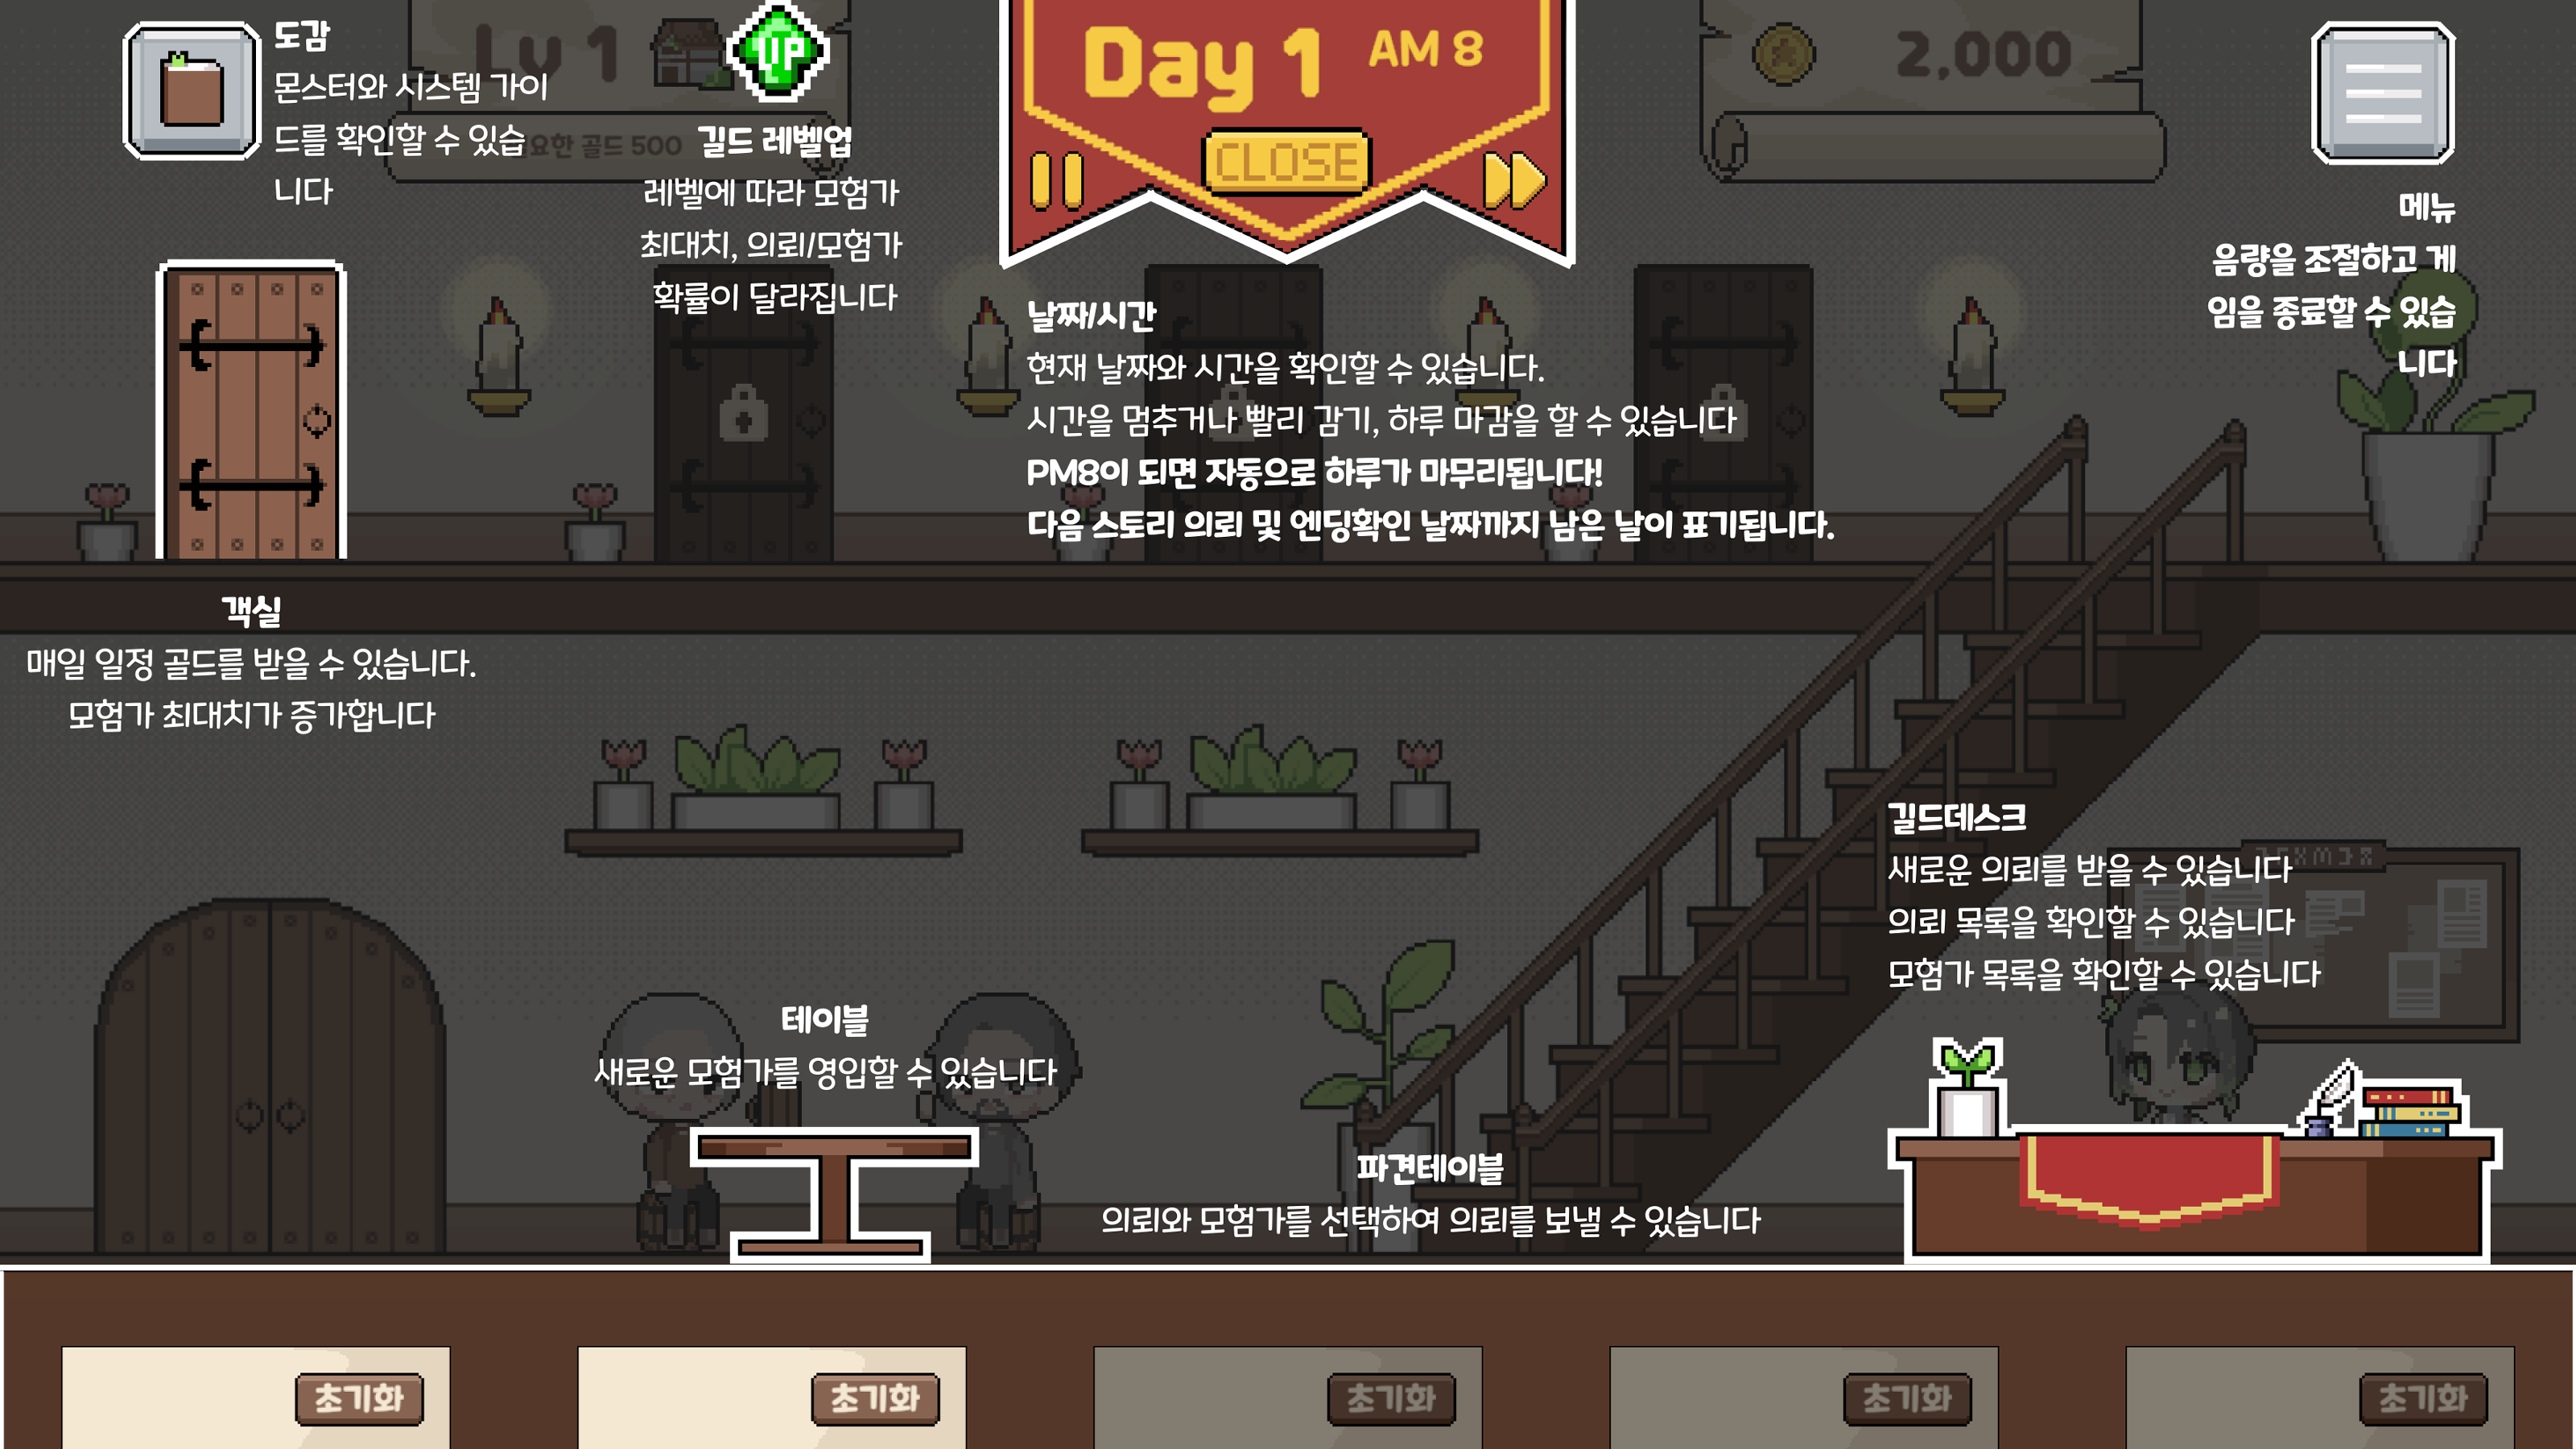 도감
몬스터와 시스템 가이
드를 확인할 수 있습
니다
Lv 1
UP
요한 골드 500
길드 레벨업
레벨에 따라 모험가
최대치, 의뢰/모험가
확률이 달라집니다
Day 1 AM 8
CLOSE
2,000
메뉴
음량을 조절하고 게
임을 종료할 수 있습
니다
날짜/시간
현재 날짜와 시간을 확인할 수 있습니다.
시간을 멈추거나 빨리 감기, 하루 마감을 할 수 있습니다
PM8이 되면 자동으로 하루가 마무리됩니다!
다음 스토리 의뢰 및 엔딩확인 날짜까지 남은 날이 표기됩니다.
객실
매일 일정 골드를 받을 수 있습니다.
모험가 최대치가 증가합니다
길드데스크
새로운 의뢰를 받을 수 있습니다
의뢰 목록을 확인할 수 있습니다
모험가 목록을 확인할 수 있습니다
테이블
새로운 모험가를 영입할 수 있습니다
파견테이블
의뢰와 모험가를 선택하여 의뢰를 보낼 수 있습니다
초기화
초기화
초기화
초기화
초기화